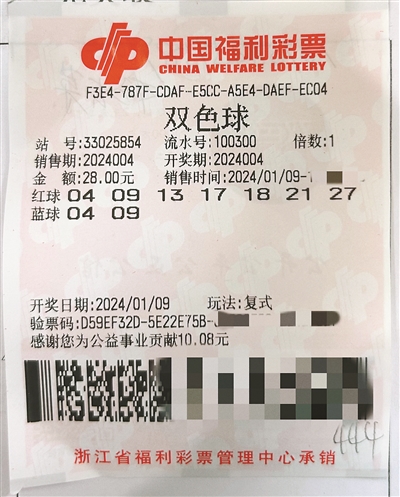 中国福利彩票
CHINA WELFARE LOTTERY
F3E4-787F-CDAF-E5CC-A5E4-DAEF-EC04
双色球
站 号:33025854 流水号:100300 倍数:1
销售期:2024004 开奖期:2024004
金 额:28.00元 销售时间:2024/01/09-1
红球 04 09 13 17 18 21 27
蓝球 04 09
开奖日期:2024/01/09 玩法:复式
验票码:D59EF32D-5E22E75B-
感谢您为公益事业贡献10.08元
444
浙江省福利彩票管理中心承销